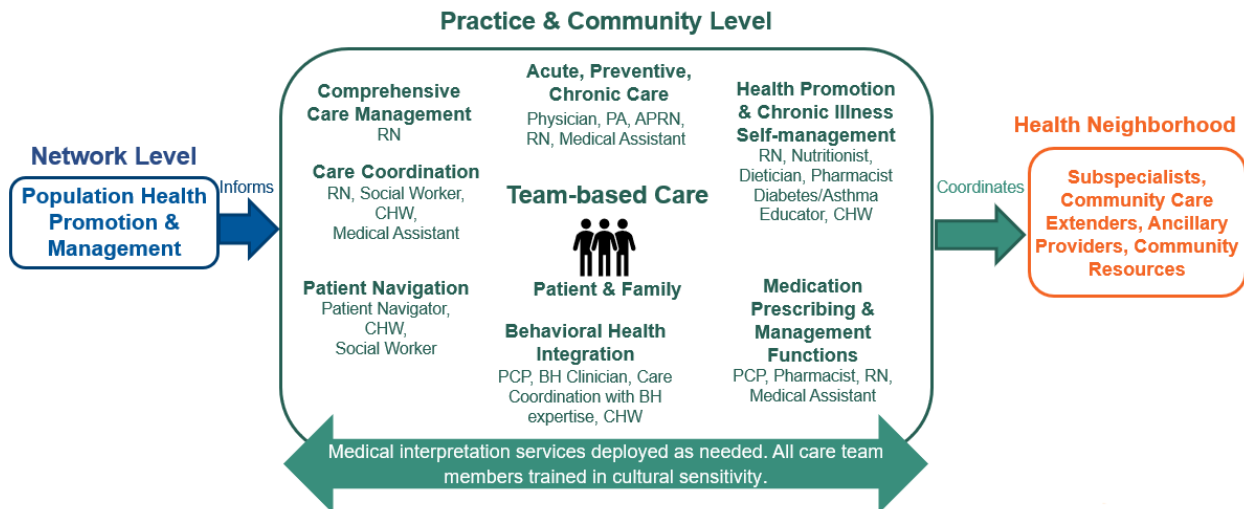 Practice & Community Level
Network Level
Population Health
Promotion &
Management
Informs
Comprehensive
Care Management
RN
Care Coordination
RN, Social Worker,
CHW,
Medical Assistant
Patient Navigation
Patient Navigator,
CHW,
Social Worker
Acute, Preventive,
Chronic Care
Physician, PA, APRN,
RN, Medical Assistant
Team-based Care
Patient & Family
Behavioral Health
Integration
PCP, BH Clinician, Care
Coordination with BH
expertise, CHW
Health Promotion
& Chronic Illness
Self-management
RN, Nutritionist,
Dietician, Pharmacist
Diabetes/Asthma
Educator, CHW
Medication
Prescribing &
Management
Functions
PCP, Pharmacist, RN,
Medical Assistant
Medical interpretation services deployed as needed. All care team
members trained in cultural sensitivity.
Coordinates
Health Neighborhood
Subspecialists,
Community Care
Extenders, Ancillary
Providers, Community
Resources